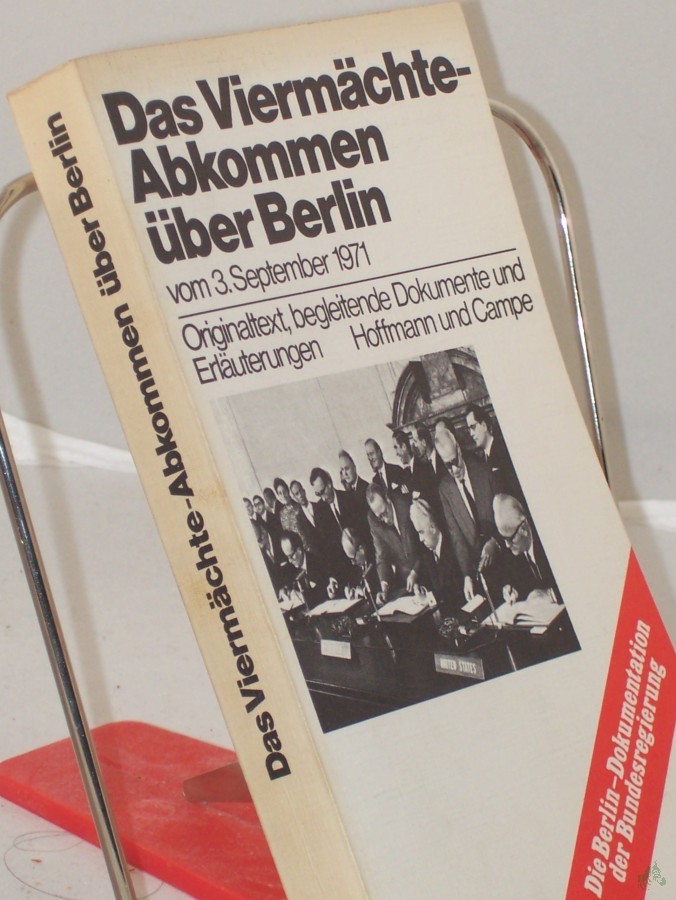 Das Viermächte-Abkommen über Berlin
Das Viermächte-
Abkommen
über Berlin
vom 3. September 1971
Originaltext, begleitende Dokumente und
Erläuterungen Hoffmann und Campe
UNITED STATES
Die Berlin-Dokumentation
der Bundesregierung